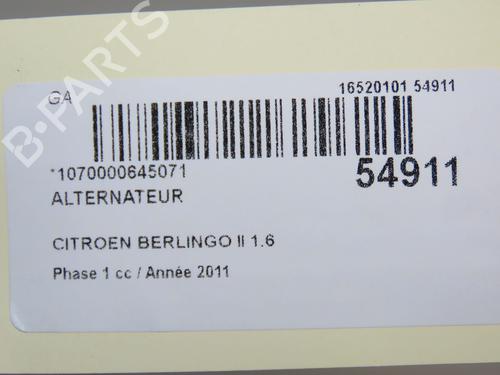 B-PARTS
GA
16520101 54911
*1070000645071
54911
ALTERNATEUR
CITROEN BERLINGO II 1.6
Phase 1 cc / Année 2011